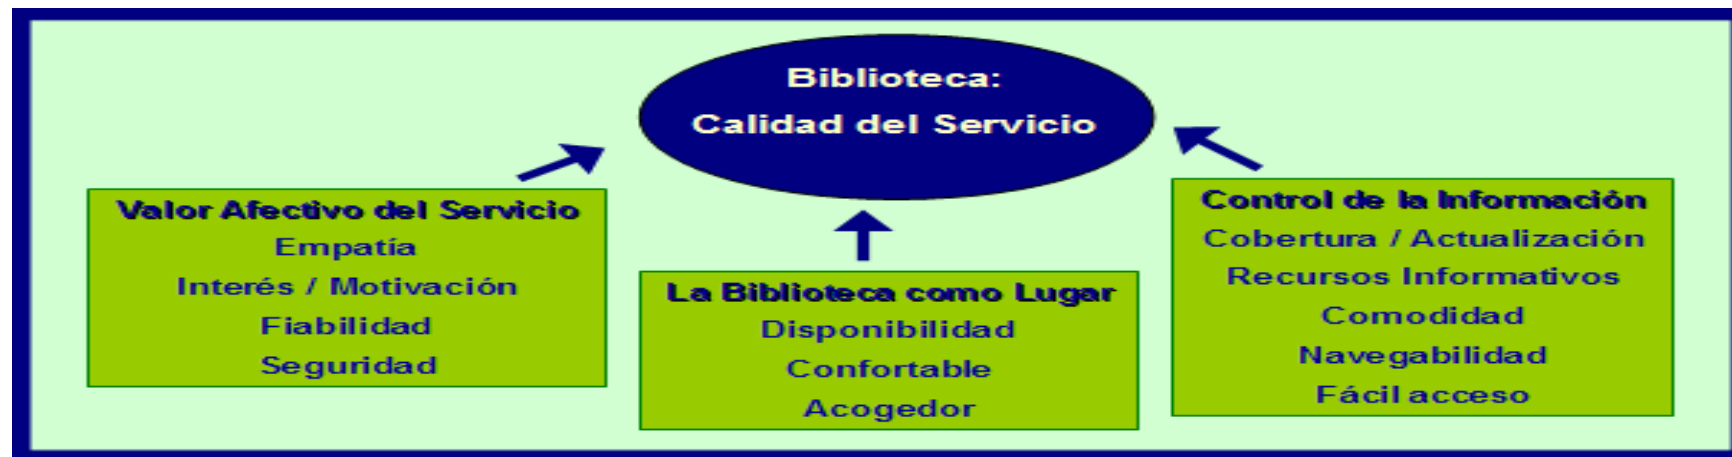 Biblioteca:
Calidad del Servicio
Valor Afectivo del Servicio
Empatía
Interés / Motivación
Fiabilidad
Seguridad
La Biblioteca como Lugar
Disponibilidad
Confortable
Acogedor
Control de la Información
Cobertura / Actualización
Recursos Informativos
Comodidad
Navegabilidad
Fácil acceso